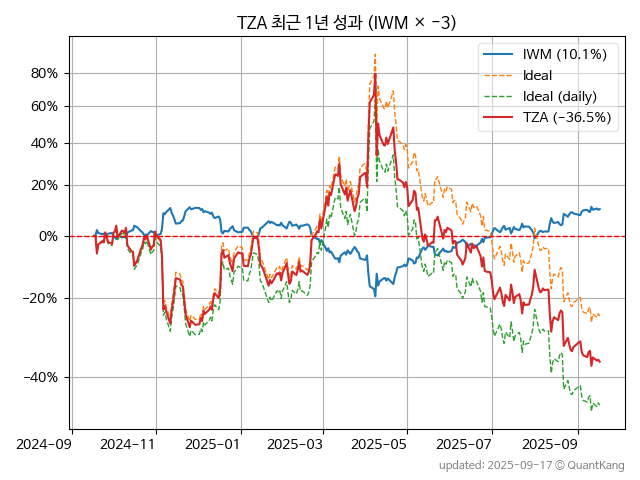 TZA 최근 1년 성과 (IWM × −3)
IWM (10.1%)
Ideal
Ideal (daily)
TZA (−36.5%)
80%
60%
40%
20%
0%
−20%
−40%
2024-09
2024-11
2025-01
2025-03
2025-05
2025-07
2025-09
updated: 2025-09-17 © QuantKang